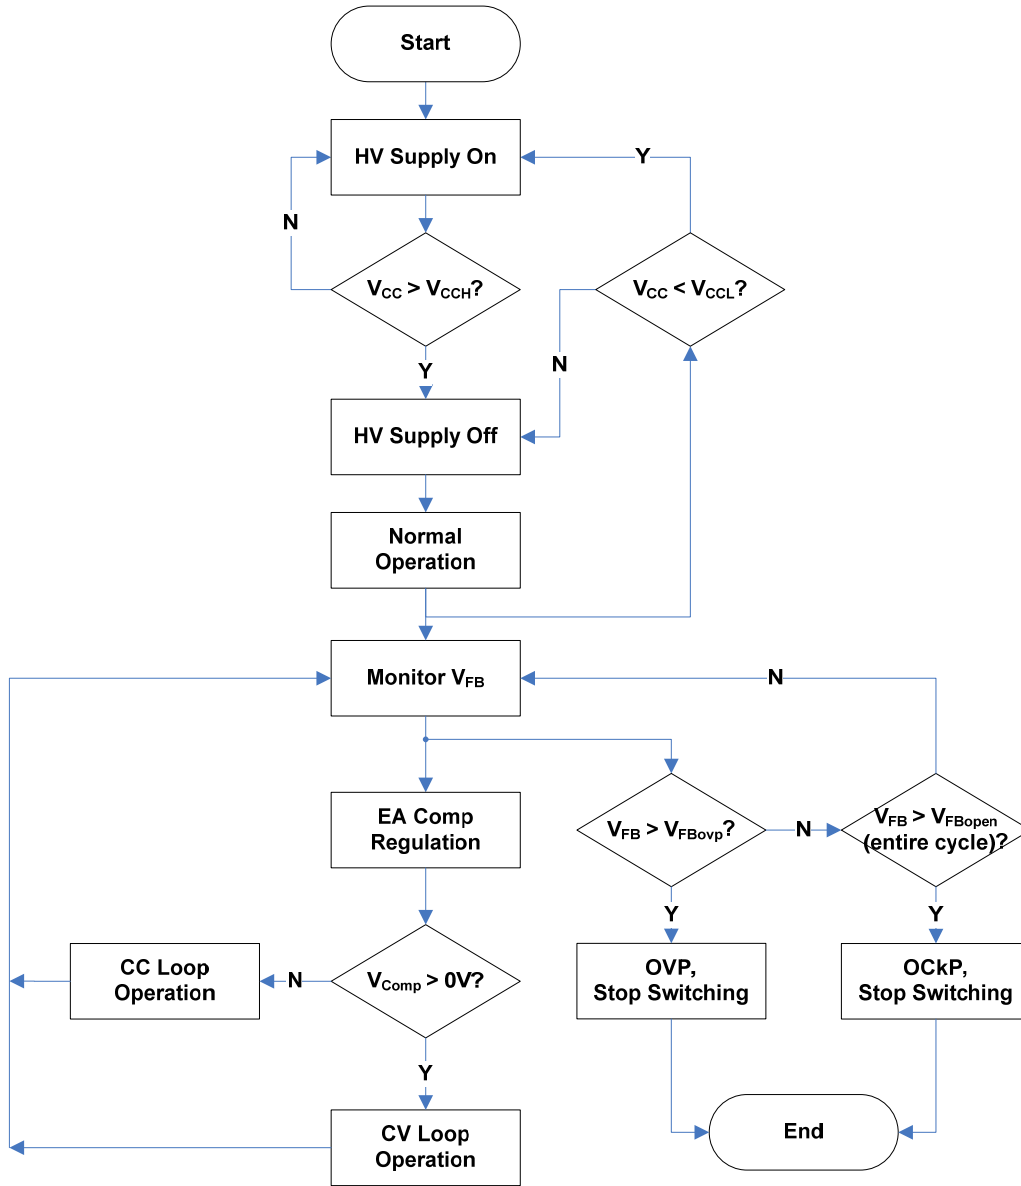 Start
HV Supply On
Y
N
VCC > VCCH?
VCC < VCCL?
Y
N
HV Supply Off
Normal
Operation
Monitor VFB
N
EA Comp
Regulation
VFB > VFBovp?
N
VFB > VFBopen
(entire cycle)?
Y
Y
CC Loop
Operation
N
VComp > 0V?
OVP,
Stop Switching
OCkP,
Stop Switching
Y
CV Loop
Operation
End